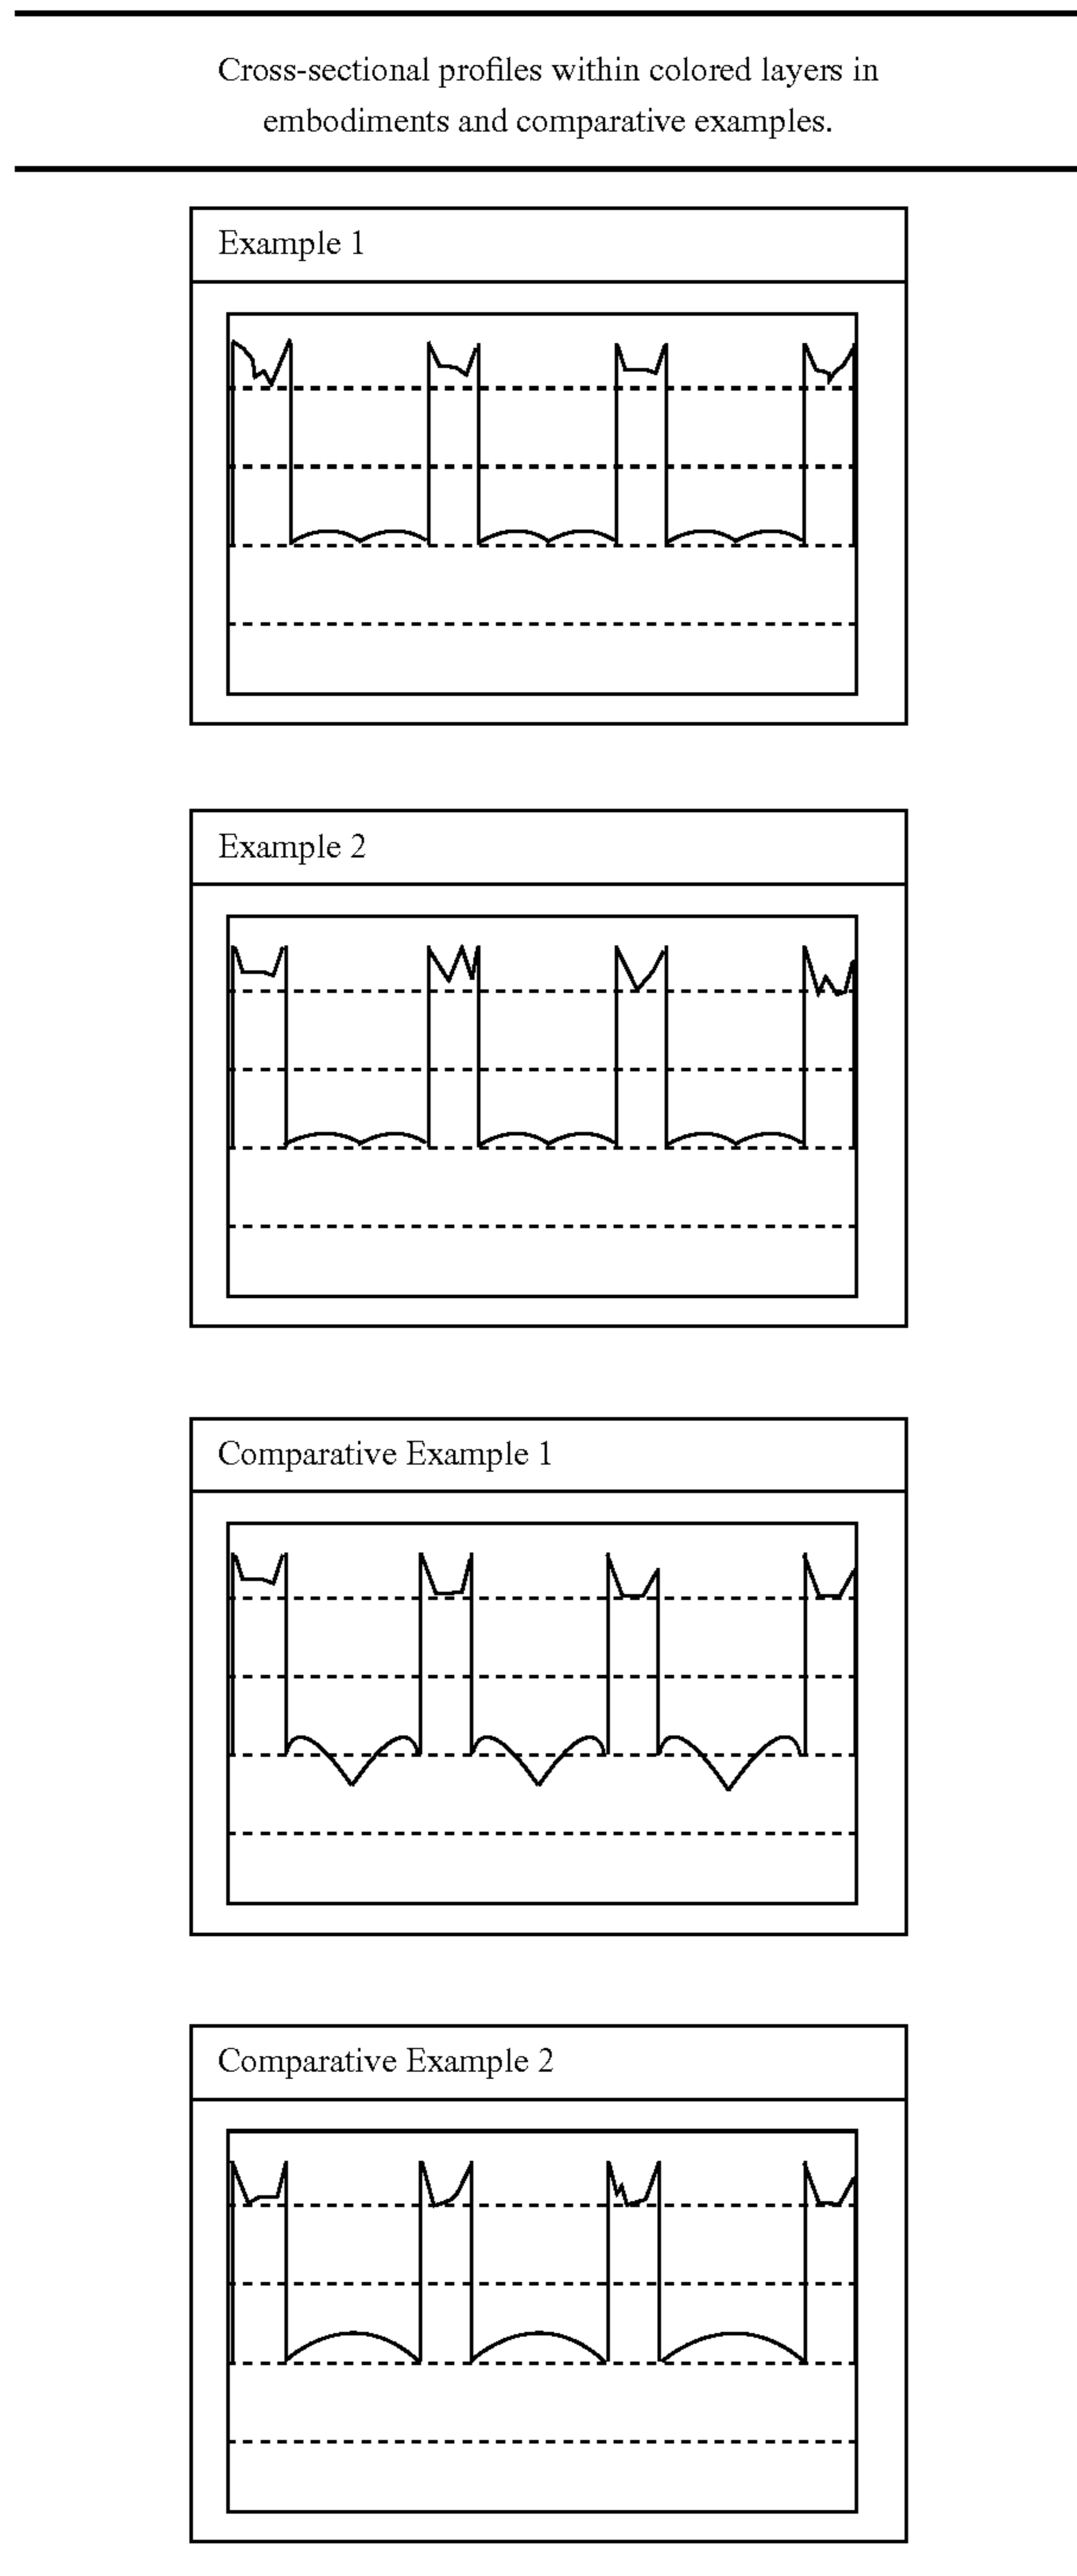 Cross-sectional profiles within colored layers in
embodiments and comparative examples.
Example 1
Example 2
Comparative Example 1
Comparative Example 2